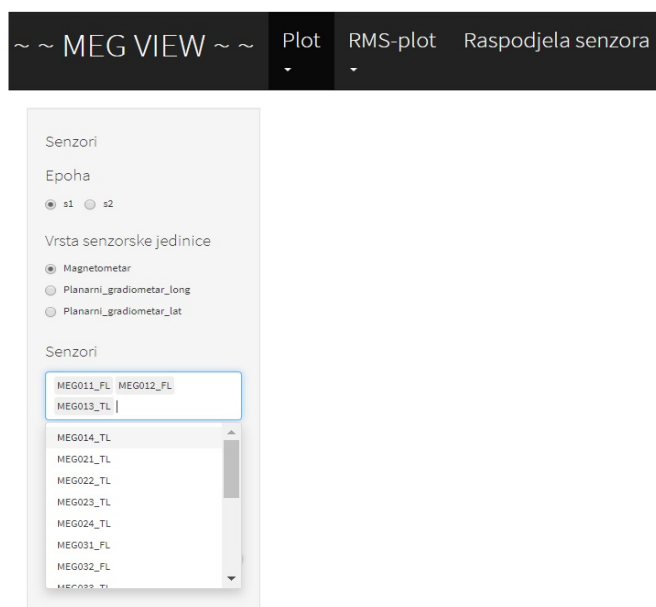 ~ ~ MEG VIEW ~ ~
Plot
RMS-plot
Raspodjela senzora
Senzori
Epoha
s1 s2
Vrsta senzorske jedinice
Magnetometar
Planarni_gradiometar_long
Planarni_gradiometar_lat
Senzori
MEG011_FL MEG012_FL
MEG013_TL
MEG014_TL
MEG021_TL
MEG022_TL
MEG023_TL
MEG024_TL
MEG031_FL
MEG032_FL
MEG033_TL